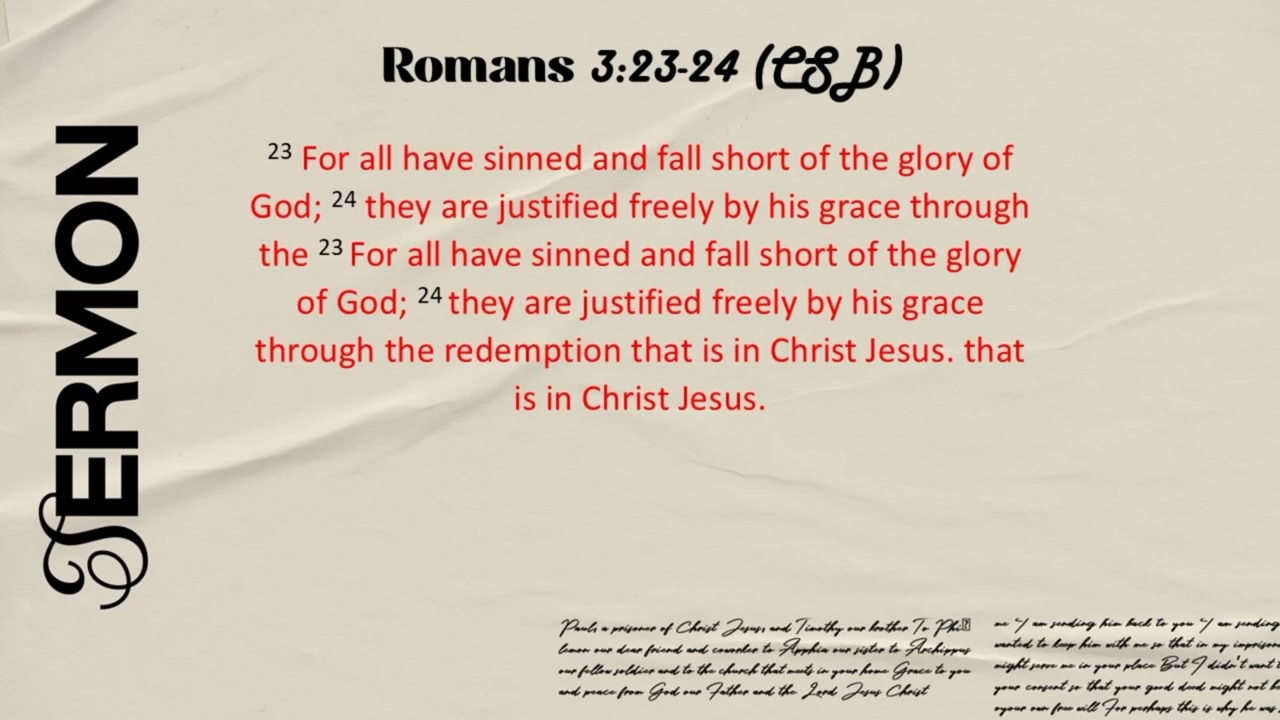 Romans 3:23-24 (CSB)
SERMON
23 For all have sinned and fall short of the glory of
God; 24 they are justified freely by his grace through
the 23 For all have sinned and fall short of the glory
of God; 24 they are justified freely by his grace
through the redemption that is in Christ Jesus. that
is in Christ Jesus.
Paul, a prisoner of Christ Jesus, and Timothy our brother To Phi
lemon our dear friend and coworker to Apphia our sister to Archippus
our fellow soldier and to the church that meets in your home Grace to you
and peace from God our Father and the Lord Jesus Christ
me I am sending him back to you I am sending
wanted to keep him with me so that in my imprison
might serve me in your place But I didn't want t
your consent so that your good deed might not b
oyour own free will For perhaps this is why he was